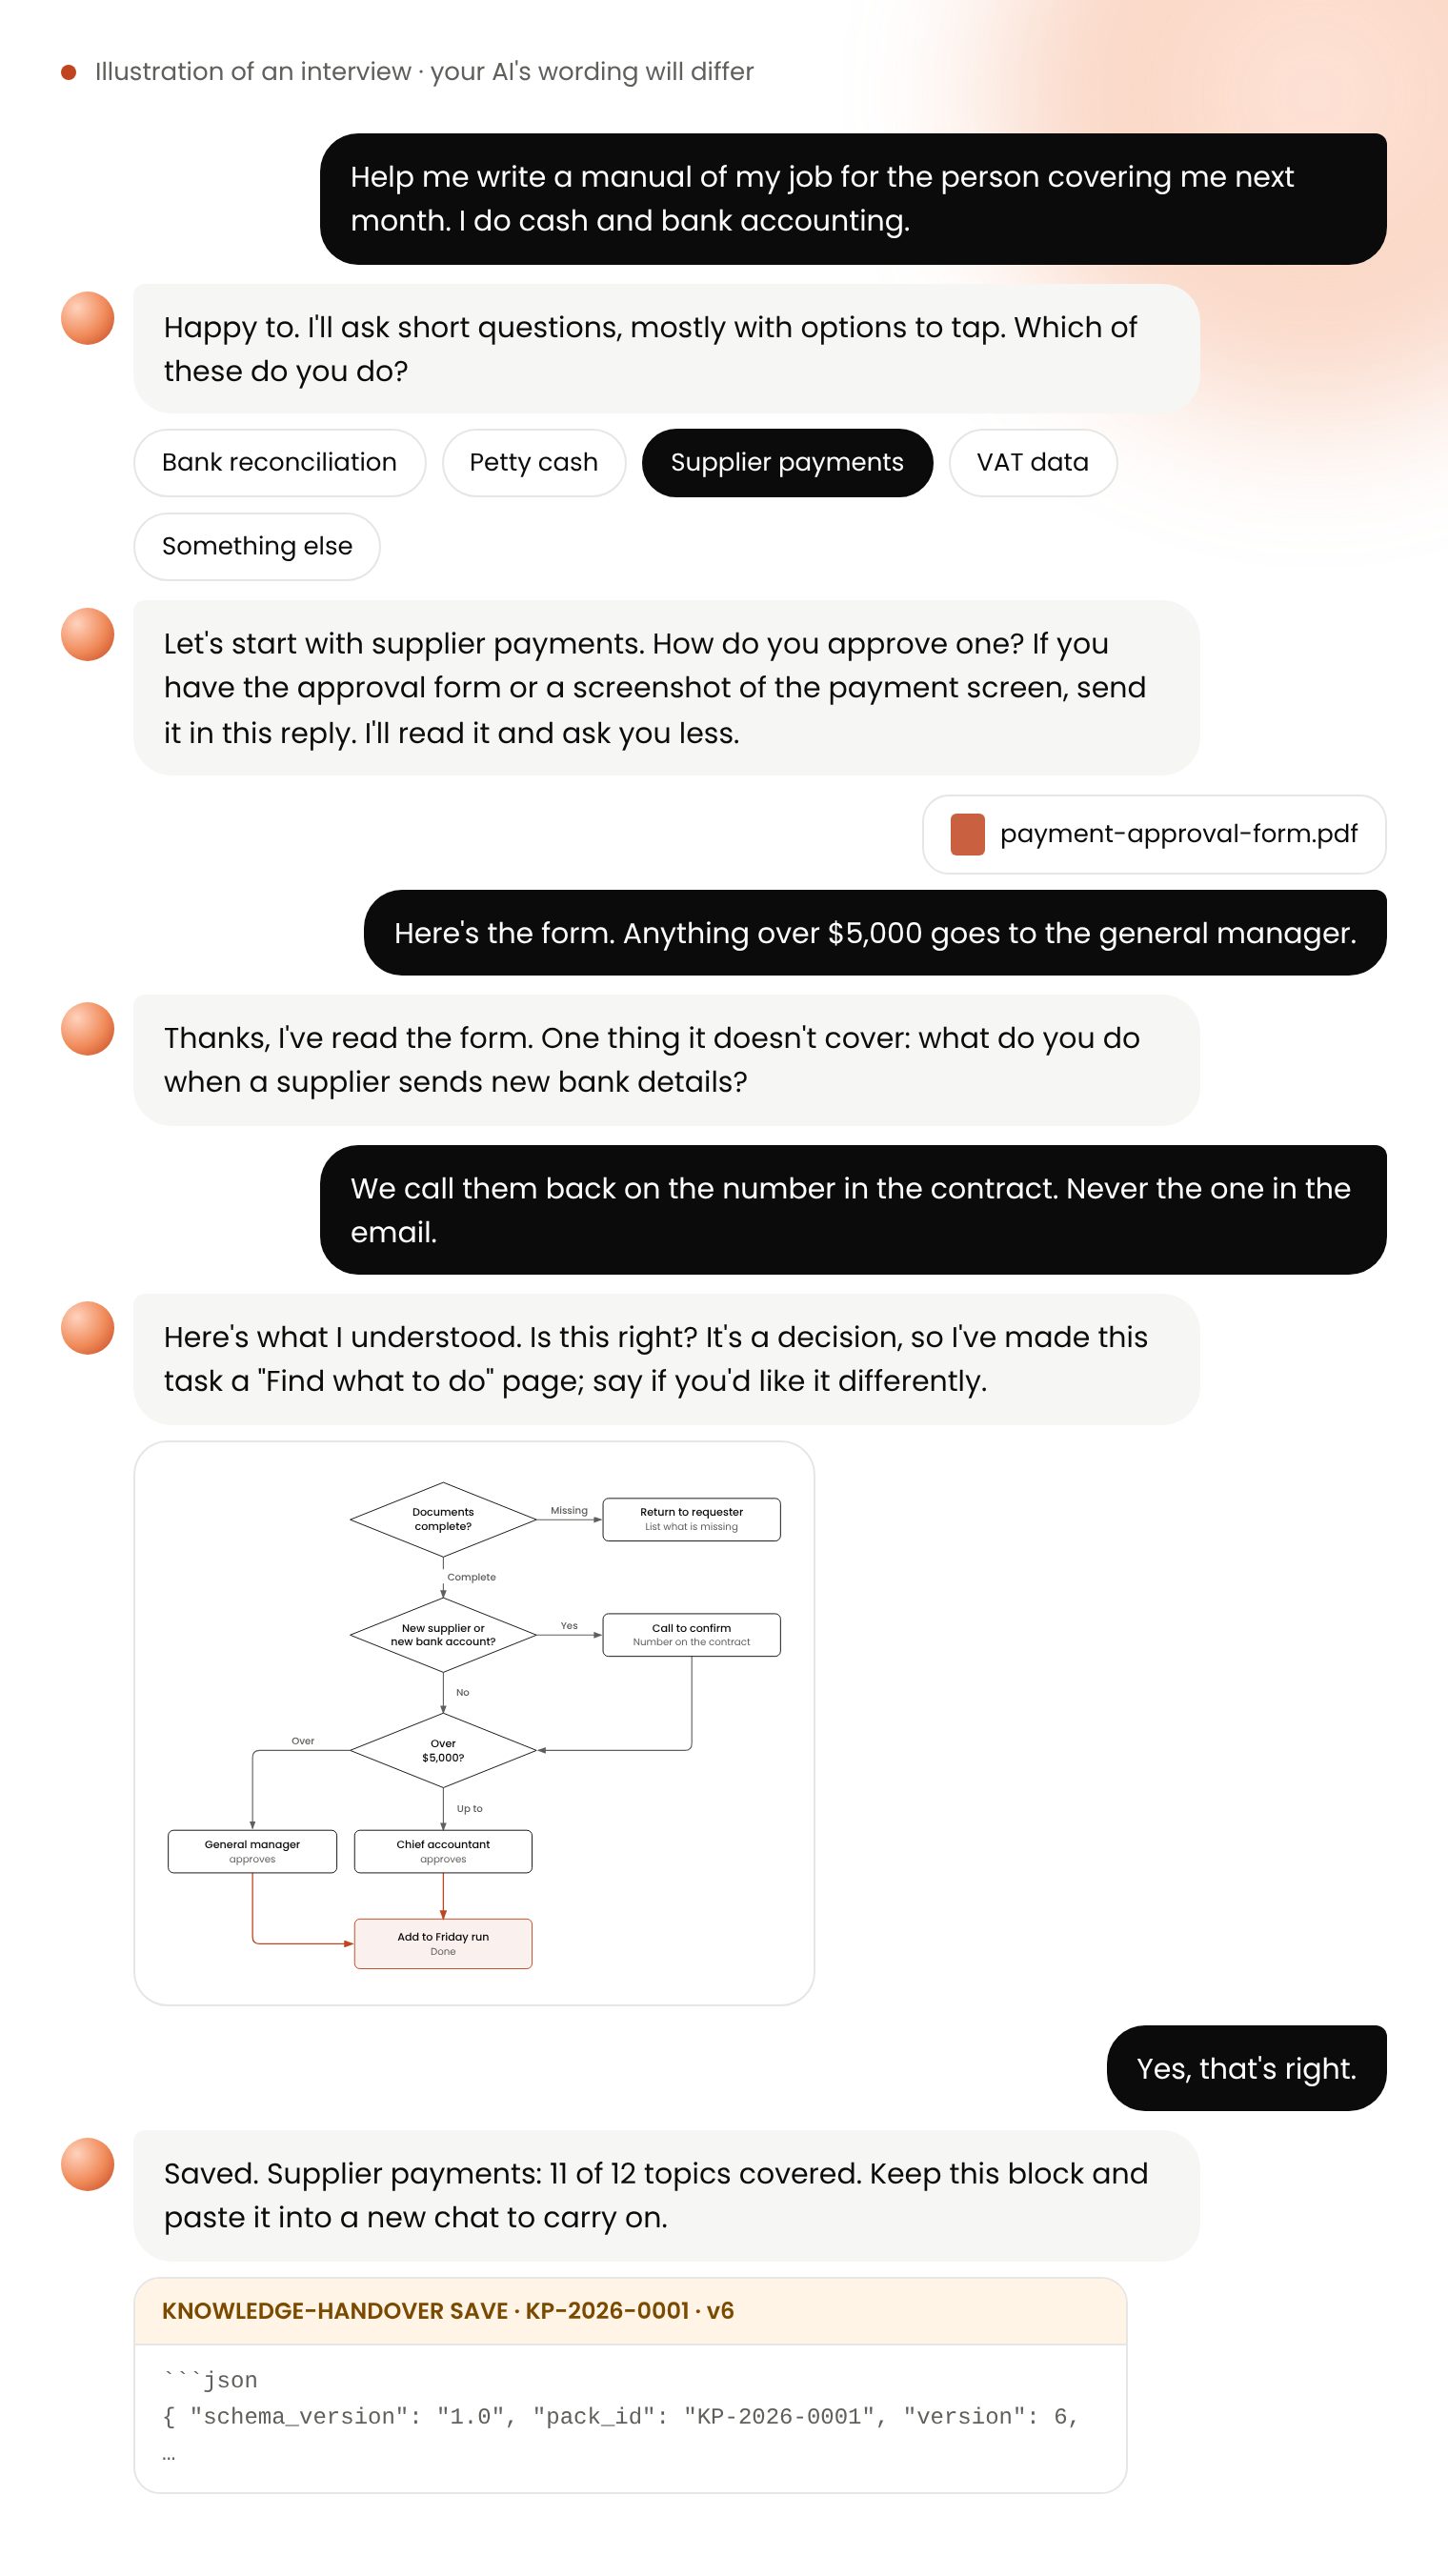 Illustration of an interview · your AI's wording will differ
Help me write a manual of my job for the person covering me next
month. I do cash and bank accounting.
Happy to. I'll ask short questions, mostly with options to tap. Which of
these do you do?
Bank reconciliation
Petty cash
Supplier payments
VAT data
Something else
Let's start with supplier payments. How do you approve one? If you
have the approval form or a screenshot of the payment screen, send
it in this reply. I'll read it and ask you less.
payment-approval-form.pdf
Here's the form. Anything over $5,000 goes to the general manager.
Thanks, I've read the form. One thing it doesn't cover: what do you do
when a supplier sends new bank details?
We call them back on the number in the contract. Never the one in the
email.
Here's what I understood. Is this right? It's a decision, so I've made this
task a "Find what to do" page; say if you'd like it differently.
Documents
complete?
Missing
Return to requester
List what is missing
Complete
New supplier or
new bank account?
Yes
Call to confirm
Number on the contract
No
Over
Over
$5,000?
Up to
General manager
approves
Chief accountant
approves
Add to Friday run
Done
Yes, that's right.
Saved. Supplier payments: 11 of 12 topics covered. Keep this block and
paste it into a new chat to carry on.
KNOWLEDGE-HANDOVER SAVE · KP-2026-0001 · v6
```json
{ "schema_version": "1.0", "pack_id": "KP-2026-0001", "version": 6,
…